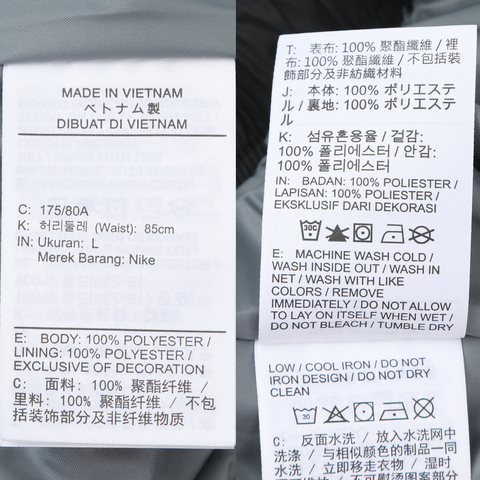 MADE IN VIETNAM
ベトナム製
DIBUAT DI VIETNAM
C: 175/80A
K: 허리둘레 (Waist): 85cm
IN: Ukuran: L
Merek Barang: Nike
E: BODY: 100% POLYESTER /
LINING: 100% POLYESTER /
EXCLUSIVE OF DECORATION
C: 面料: 100% 聚酯纤维 /
里料: 100% 聚酯纤维 / 不包
括装饰部分及非纤维物质
T: 表布: 100% 聚酯纖維 / 裡
布: 100% 聚酯纖維 / 不包括裝
飾部分及非紡織材料
J: 本体: 100% ポリエステ
ル / 裏地: 100% ポリエステ
ル
K: 섬유혼용율 / 겉감:
100% 폴리에스터 / 안감:
100% 폴리에스터
IN: BADAN: 100% POLIESTER /
LAPISAN: 100% POLIESTER /
EKSKLUSIF DARI DEKORASI
30C
E: MACHINE WASH COLD /
WASH INSIDE OUT / WASH IN
NET / WASH WITH LIKE
COLORS / REMOVE
IMMEDIATELY / DO NOT ALLOW
TO LAY ON ITSELF WHEN WET /
DO NOT BLEACH / TUMBLE DRY
LOW / COOL IRON / DO NOT
IRON DESIGN / DO NOT DRY
CLEAN
30
C: 反面水洗 / 放入水洗网中
水洗 / 与相似颜色的制品一同
水洗 / 立即移走衣物 / 湿时